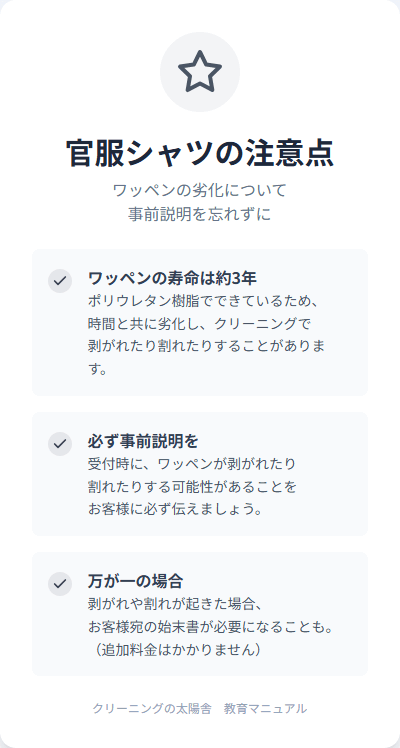 官服シャツの注意点
ワッペンの劣化について
事前説明を忘れずに
ワッペンの寿命は約3年
ポリウレタン樹脂でできているため、
時間と共に劣化し、クリーニングで
剥がれたり割れたりすることがありま
す。
必ず事前説明を
受付時に、ワッペンが剥がれたり
割れたりする可能性があることを
お客様に必ず伝えましょう。
万が一の場合
剥がれや割れが起きた場合、
お客様宛の始末書が必要になることも。
（追加料金はかかりません）
クリーニングの太陽舎　教育マニュアル